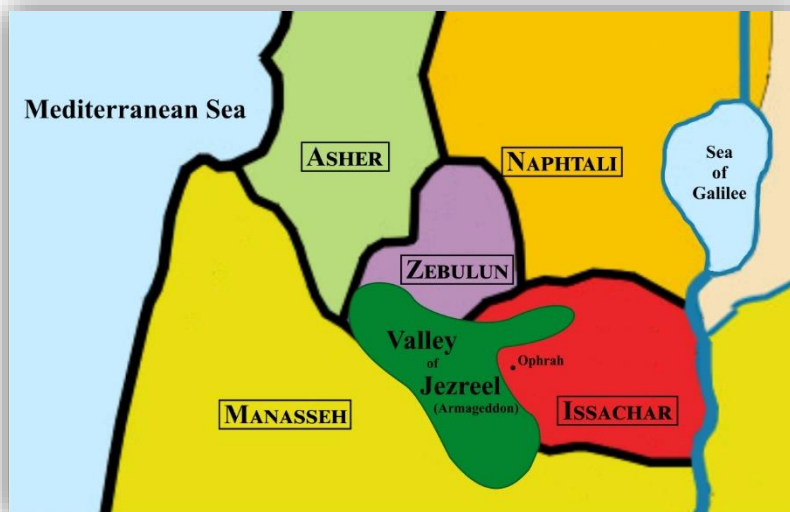 Mediterranean Sea
ASHER
NAPHTALI
Sea
of
Galilee
ZEBULUN
Valley
of
Jezreel
(Armageddon)
Ophrah
MANASSEH
ISSACHAR